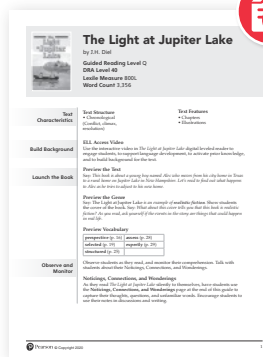 The Light at Jupiter Lake
by I.H. Diel
Guided Reading Level Q
DRA Level 40
Lexile Measure 800L
Word Count 3,356
Text Characteristics
Text Structure
• Chronological
(Conflict, climax,
resolution)
Text Features
• Chapters
• Illustrations
Build Background
ELL Access Video
Use the interactive video in The Light at Jupiter Lake digital leveled reader to
engage students, to support language development, to activate prior knowledge,
and to build background for the text.
Launch the Book
Preview the Text
Say: This book is about a young boy named Alex who moves from his city home in Texas
to a rural home on Jupiter Lake in New Hampshire. Let's need to find out what happens
to Alex as he tries to adjust to his new home.
Preview the Genre
Say: The Light at Jupiter Lake is an example of realistic fiction. Show students
the cover of the book. Say: What about this cover tells you that this book is realistic
fiction? As you read, ask yourself if the events in the story are things that could happen
in real life.
Preview Vocabulary
perspective (p. 16) access (p. 29)
selected (p. 29) expertly (p. 29)
structures (p. 29)
Observe and Monitor
Observe students as they read, and monitor their comprehension. Talk with
students about their Noticings, Connections, and Wonderings.
Noticings, Connections, and Wonderings
As they read The Light of Jupiter Lake silently to themselves, have students use
the Noticings, Connections, and Wonderings page at the end of this guide to
capture their thoughts, questions, and unfamiliar words. Encourage students to
use their notes in discussions and writing.
Pearson © Copyright 2020
1